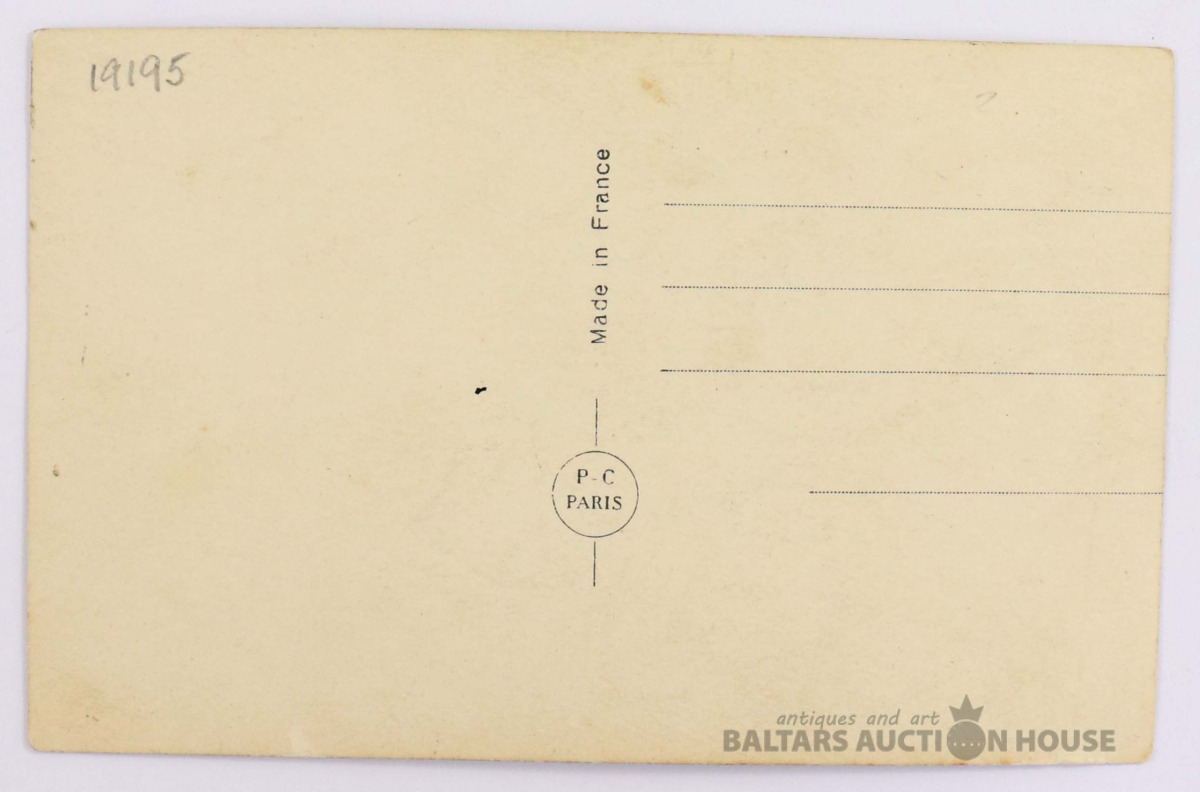 19195
Made in France
P-C
PARIS
antiques and art
BALTARS AUCTION HOUSE